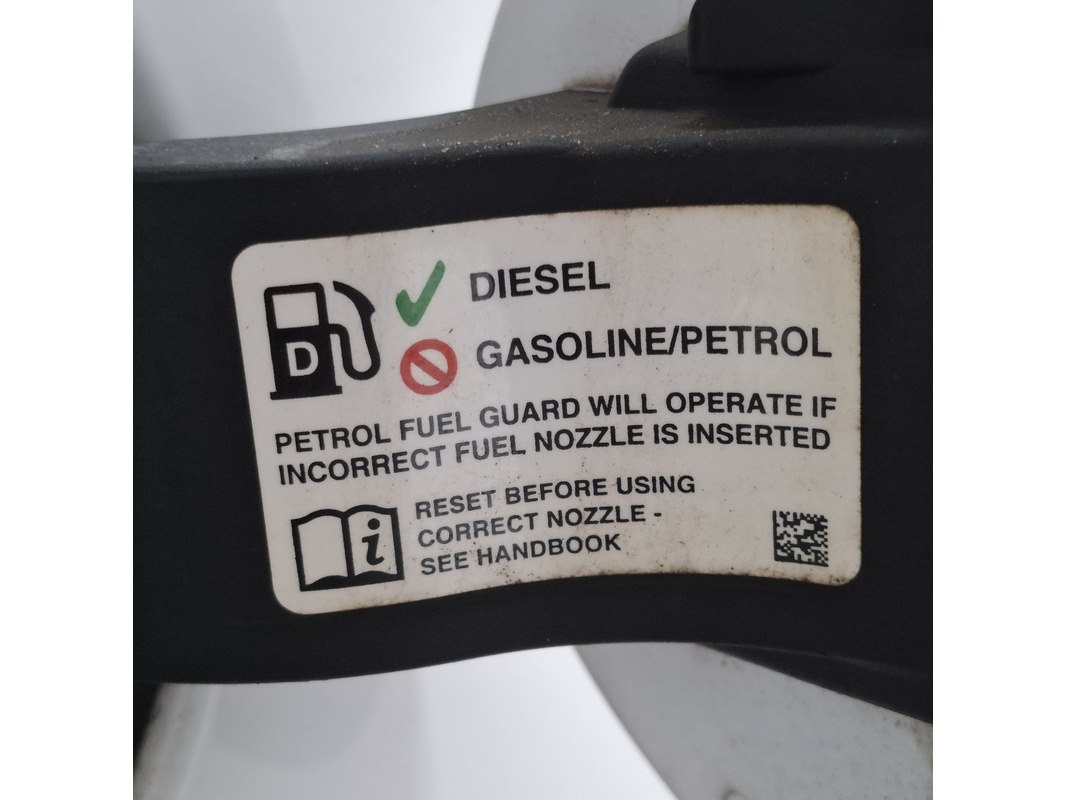 D
DIESEL
GASOLINE/PETROL
PETROL FUEL GUARD WILL OPERATE IF
INCORRECT FUEL NOZZLE IS INSERTED
i
RESET BEFORE USING
CORRECT NOZZLE -
SEE HANDBOOK